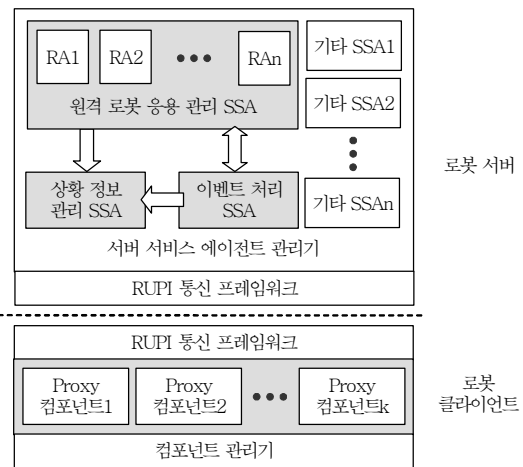 RA1
RA2
RAn
원격 로봇 응용 관리 SSA
기타 SSA1
기타 SSA2
기타 SSAn
상황 정보
관리 SSA
이벤트 처리
SSA
서버 서비스 에이전트 관리기
RUPI 통신 프레임워크
로봇 서버
RUPI 통신 프레임워크
Proxy
컴포넌트1
Proxy
컴포넌트2
Proxy
컴포넌트k
컴포넌트 관리기
로봇
클라이언트